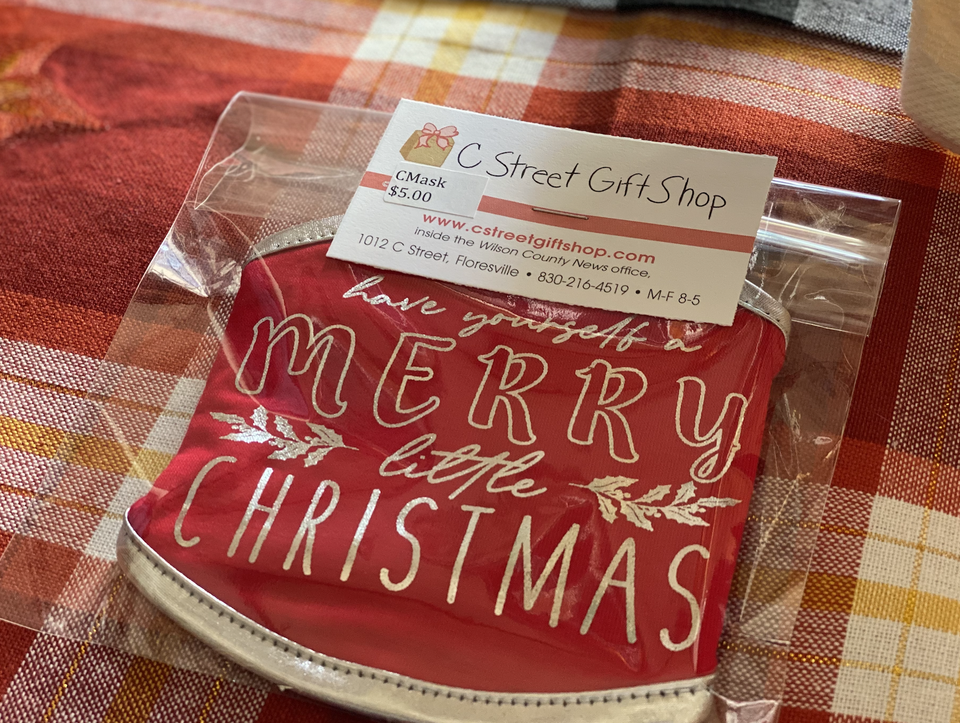 C Street Gift Shop
CMask
$5.00
www.cstreetgiftshop.com
inside the Wilson County News office,
1012 C Street, Floresville • 830-216-4519 • M-F 8-5
have yourself a
MERRY
little
CHRISTMAS